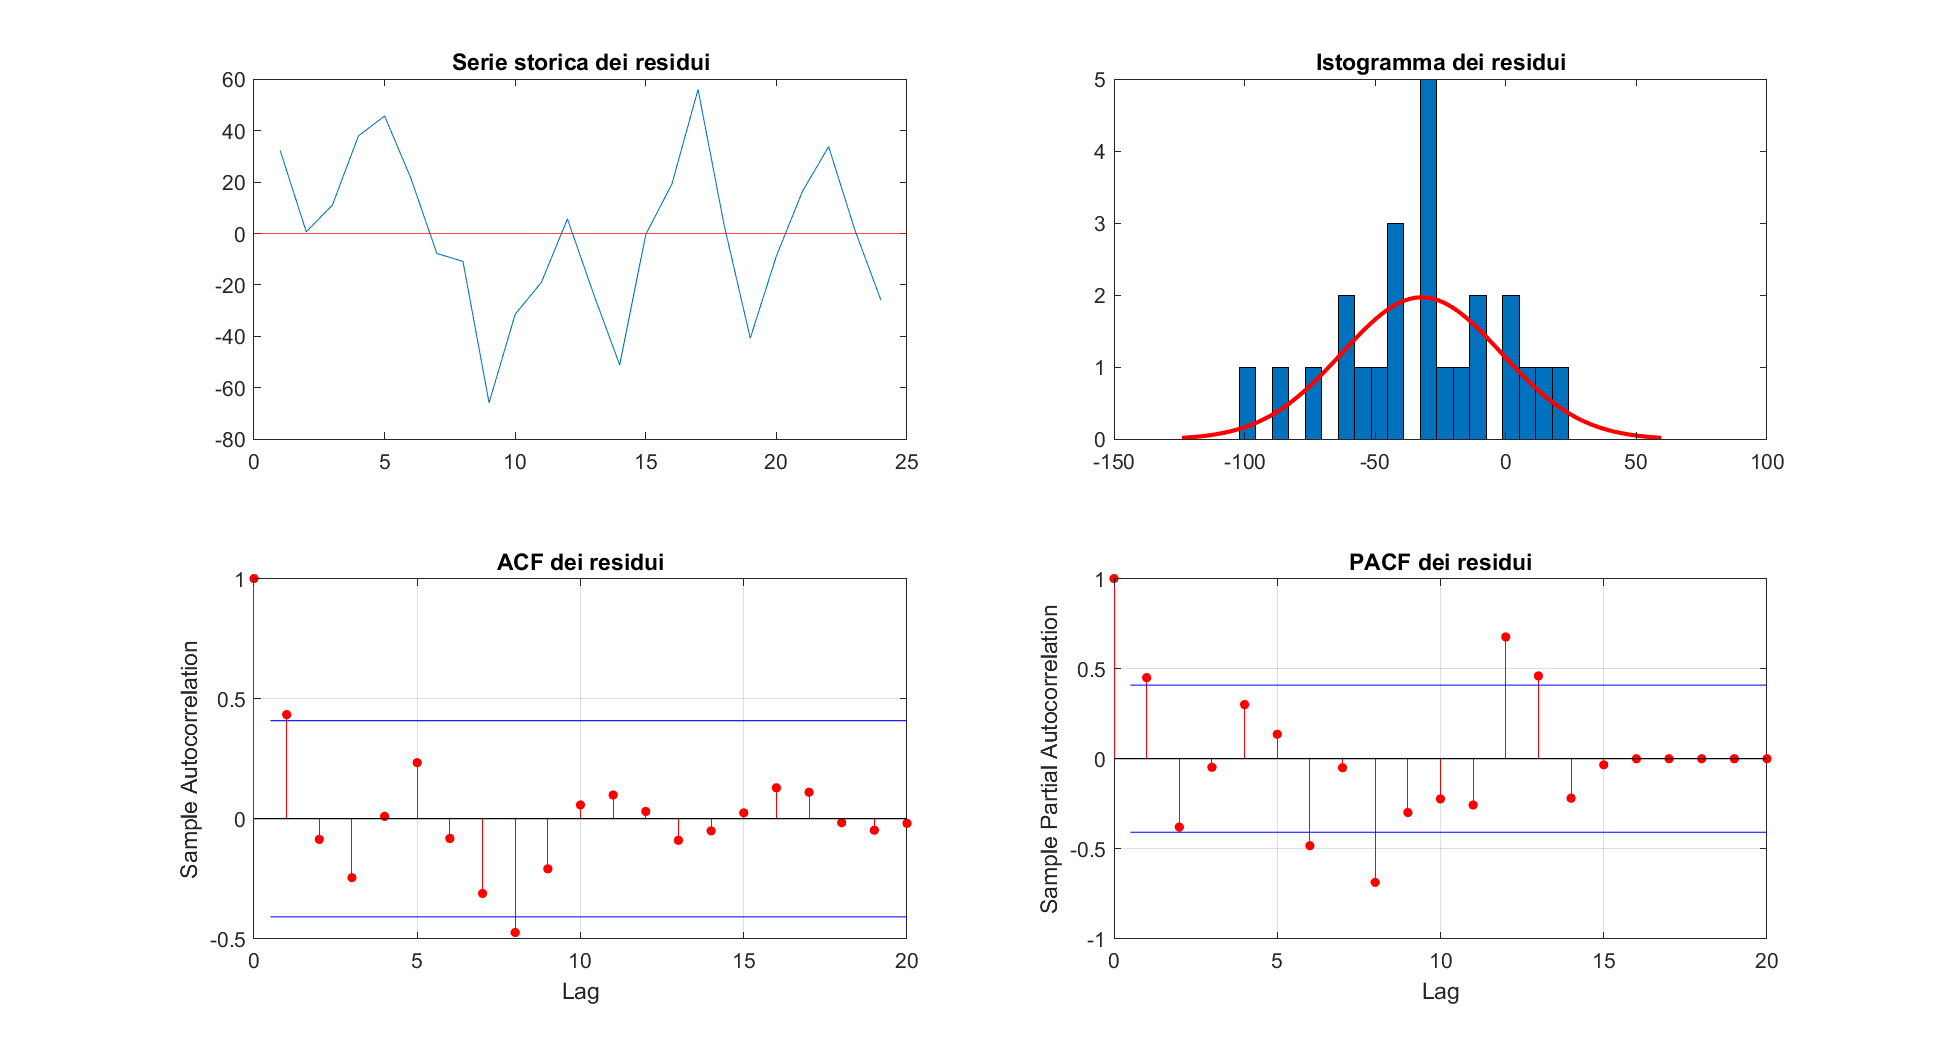 Serie storica dei residui
60
40
20
0
-20
-40
-60
-80
0 5 10 15 20 25
Istogramma dei residui
5
4
3
2
1
0
-150 -100 -50 0 50 100
ACF dei residui
Sample Autocorrelation
1
0.5
0
-0.5
0 5 10 15 20
Lag
PACF dei residui
Sample Partial Autocorrelation
1
0.5
0
-0.5
-1
0 5 10 15 20
Lag